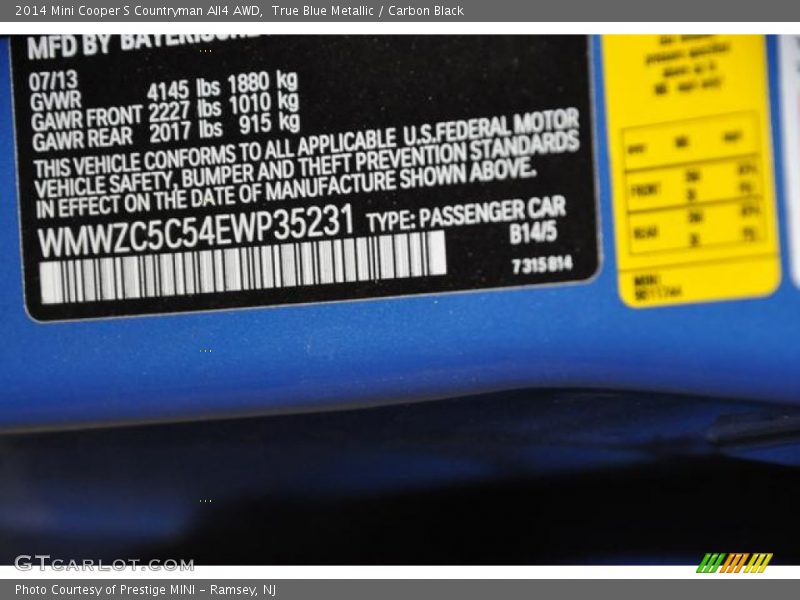 2014 Mini Cooper S Countryman All4 AWD, True Blue Metallic / Carbon Black
MFD BY
07/13
GVWR 4145 lbs 1880 kg
GAWR FRONT 2227 lbs 1010 kg
GAWR REAR 2017 lbs 915 kg
THIS VEHICLE CONFORMS TO ALL APPLICABLE U.S.FEDERAL MOTOR
VEHICLE SAFETY, BUMPER AND THEFT PREVENTION STANDARDS
IN EFFECT ON THE DATE OF MANUFACTURE SHOWN ABOVE.
WMWZC5C54EWP35231 TYPE: PASSENGER CAR
B14/5
7315814
FRONT
REAR
MINI
GTCARLOT.COM
Photo Courtesy of Prestige MINI – Ramsey, NJ